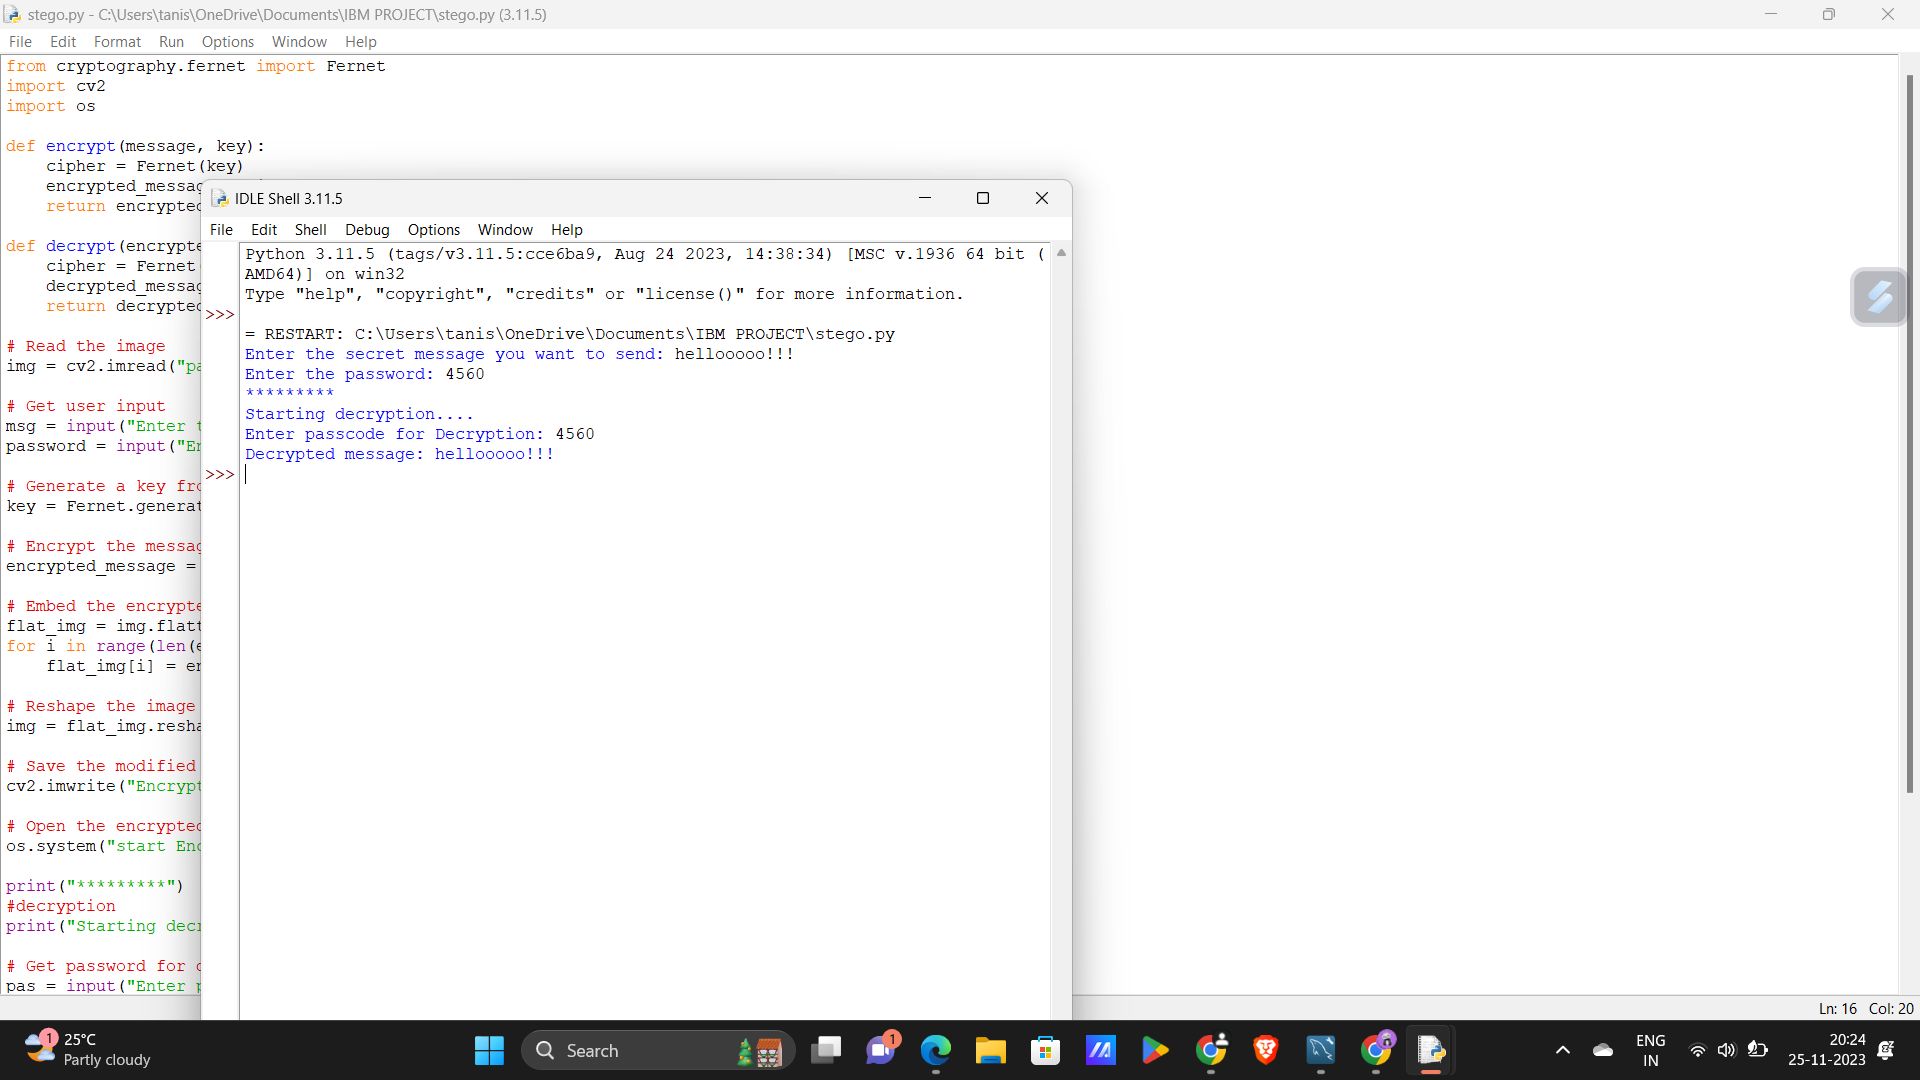 stego.py - C:\Users\tanis\OneDrive\Documents\IBM PROJECT\stego.py (3.11.5)
File Edit Format Run Options Window Help
from cryptography.fernet import Fernet
import cv2
import os
def encrypt(message, key):
cipher = Fernet(key)
encrypted_messag
return encrypted
def decrypt(encrypte
cipher = Fernet
decrypted_messag
return decrypted
# Read the image
img = cv2.imread("pa
# Get user input
msg = input("Enter t
password = input("En
# Generate a key fro
key = Fernet.generat
# Encrypt the messag
encrypted_message =
# Embed the encrypte
flat_img = img.flatt
for i in range(len(e
flat_img[i] = en
# Reshape the image
img = flat_img.resha
# Save the modified
cv2.imwrite("Encrypt
# Open the encrypted
os.system("start Enc
print("*********")
#decryption
print("Starting decr
# Get password for d
pas = input("Enter p
IDLE Shell 3.11.5
File Edit Shell Debug Options Window Help
Python 3.11.5 (tags/v3.11.5:cce6ba9, Aug 24 2023, 14:38:34) [MSC v.1936 64 bit (
AMD64)] on win32
Type "help", "copyright", "credits" or "license()" for more information.
>>>
= RESTART: C:\Users\tanis\OneDrive\Documents\IBM PROJECT\stego.py
Enter the secret message you want to send: hellooooo!!!
Enter the password: 4560
*********
Starting decryption....
Enter passcode for Decryption: 4560
Decrypted message: hellooooo!!!
>>>
Ln: 16 Col: 20
1
25°C
Partly cloudy
Search
1
ENG
IN
20:24
25-11-2023